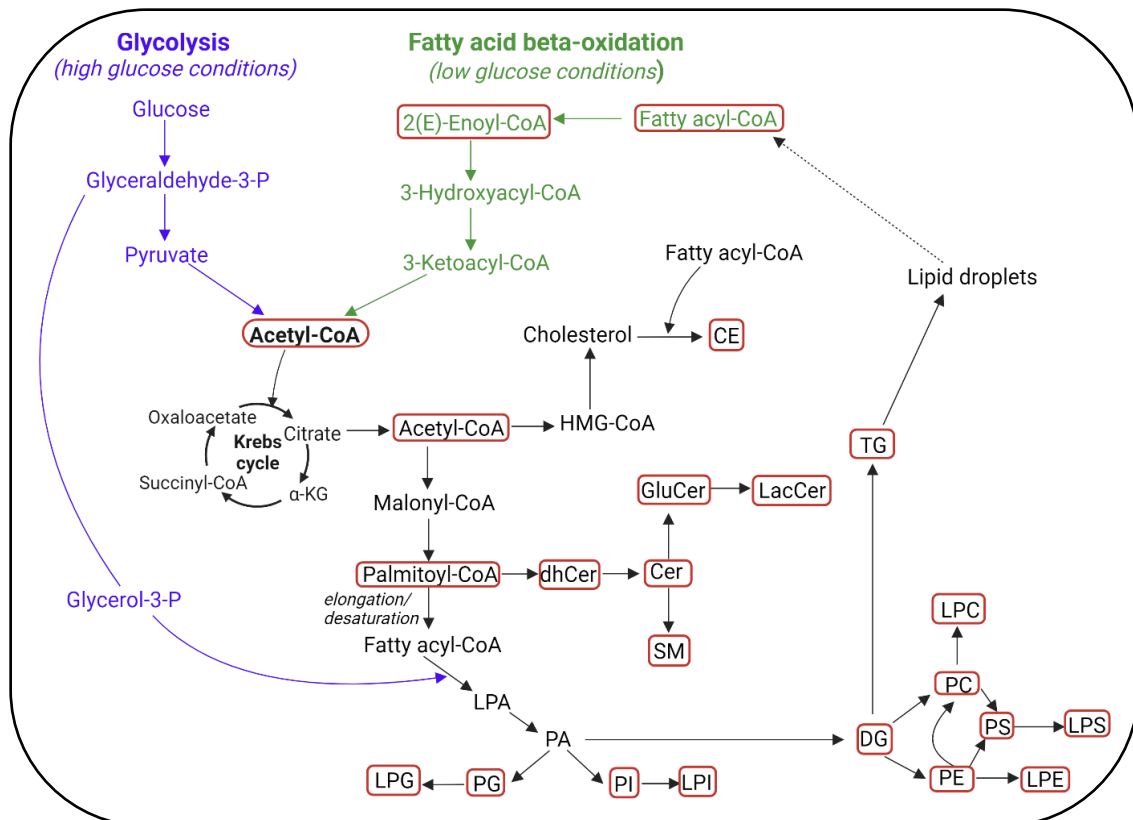 Glycolysis
(high glucose conditions)
Fatty acid beta-oxidation
(low glucose conditions)
Glucose
2(E)-Enoyl-CoA
Fatty acyl-CoA
Glyceraldehyde-3-P
3-Hydroxyacyl-CoA
Pyruvate
3-Ketoacyl-CoA
Fatty acyl-CoA
Lipid droplets
Acetyl-CoA
Cholesterol
CE
Oxaloacetate
Citrate
Krebs
cycle
Succinyl-CoA
α-KG
Acetyl-CoA
HMG-CoA
TG
Malonyl-CoA
GluCer
LacCer
Palmitoyl-CoA
dhCer
Cer
elongation/
desaturation
Glycerol-3-P
Fatty acyl-CoA
SM
LPC
LPA
PC
PA
DG
PS
LPS
LPG
PG
PI
LPI
PE
LPE